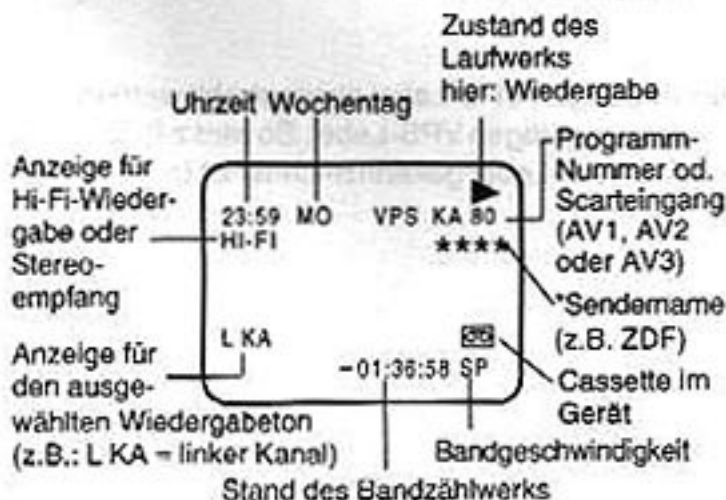 Zustand des
Laufwerks
hier: Wiedergabe
Uhrzeit Wochentag
Anzeige für
Hi-Fi-Wieder-
gabe oder
Stereo-
empfang
23:59 MO VPS KA 80
HI-FI ****
Programm-
Nummer od.
Scarteingang
(AV1, AV2
oder AV3)
*Sendername
(z.B. ZDF)
L KA
-01:36:58 SP
Anzeige für
den ausge-
wählten Wiedergabeton
(z.B.: L KA = linker Kanal)
Cassette im
Gerät
Bandgeschwindigkeit
Stand des Bandzählwerks